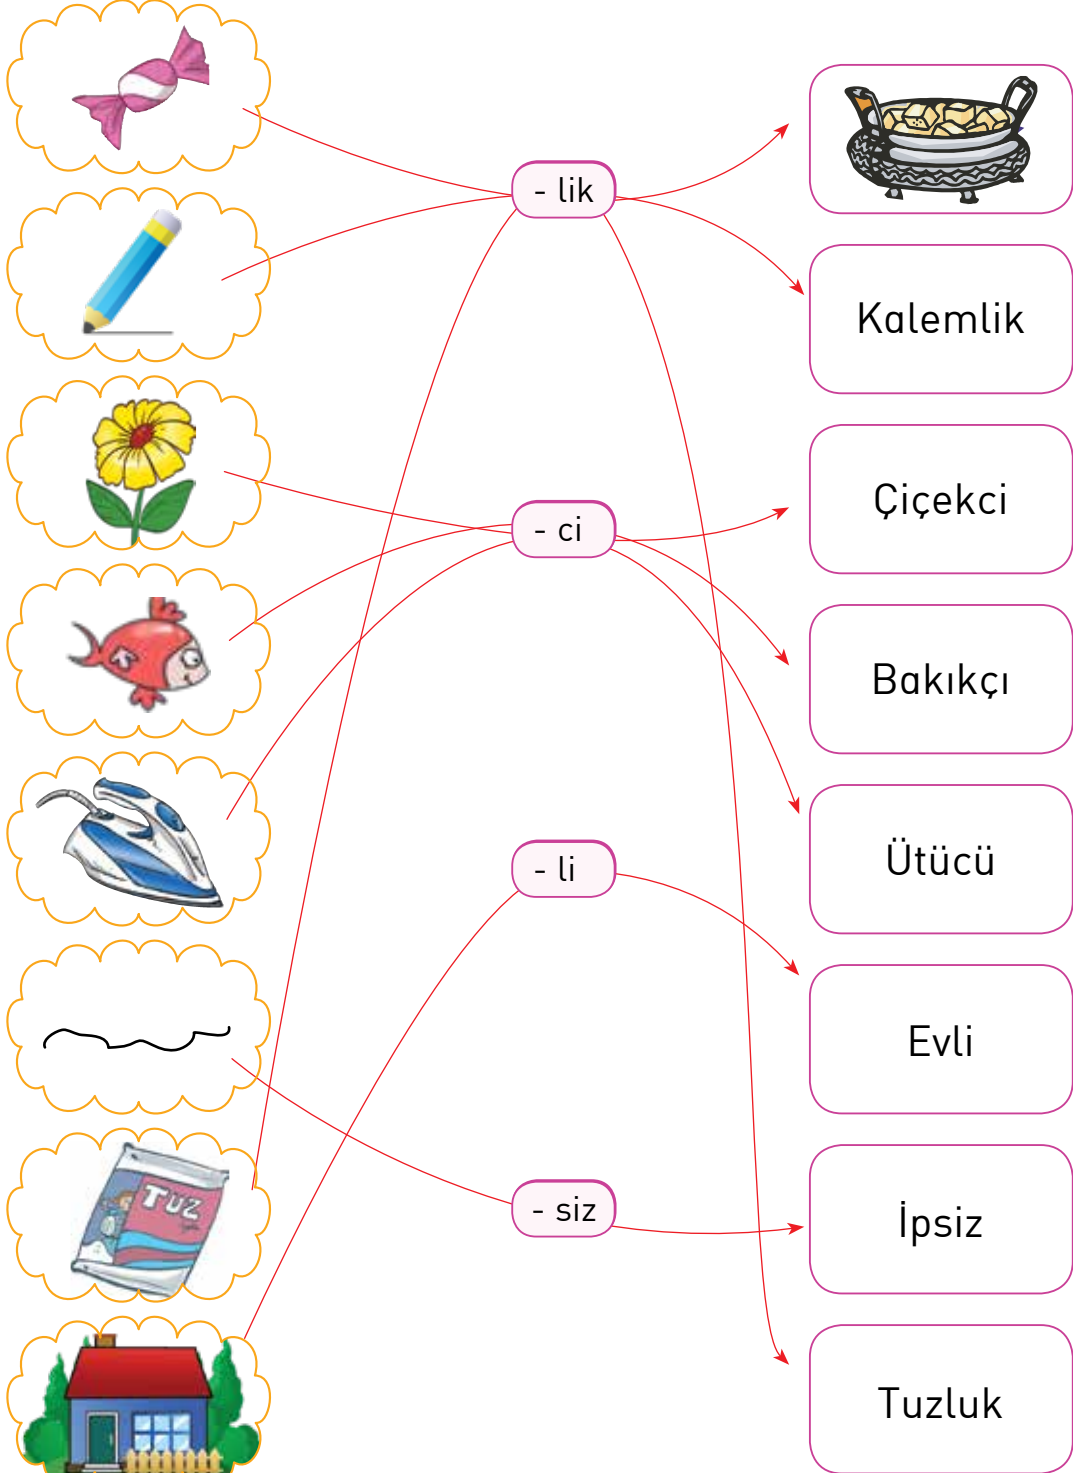 - lik
Kalemlik
Çiçekci
- ci
Bakıkçı
Ütücü
- li
Evli
TUZ
- siz
İpsiz
Tuzluk